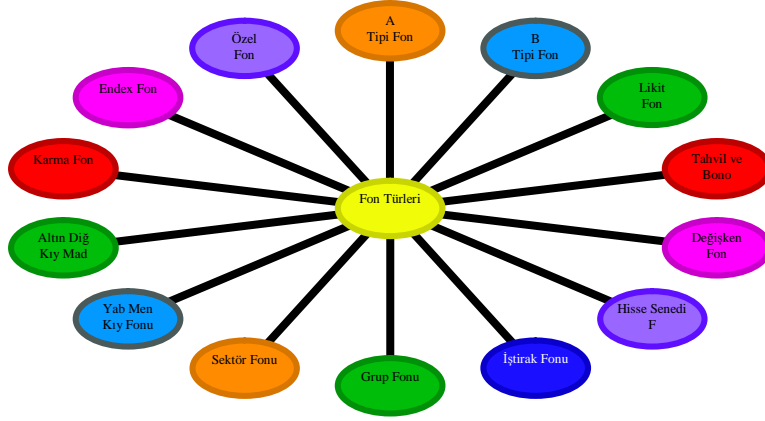 A
Tipi Fon
B
Tipi Fon
Likit
Fon
Tahvil ve
Bono
Değişken
Fon
Hisse Senedi
F
İştirak Fonu
Grup Fonu
Sektör Fonu
Yab Men
Kıy Fonu
Altın Diğ
Kıy Mad
Karma Fon
Endex Fon
Özel
Fon
Fon Türleri